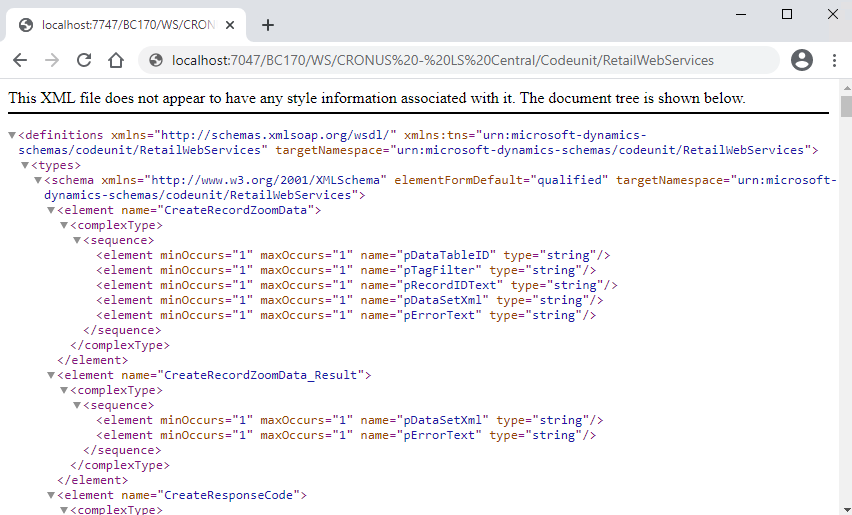 localhost:7747/BC170/WS/CRON
localhost:7047/BC170/WS/CRONUS%20-%20LS%20Central/Codeunit/RetailWebServices
This XML file does not appear to have any style information associated with it. The document tree is shown below.
<definitions xmlns="http://schemas.xmlsoap.org/wsdl/" xmlns:tns="urn:microsoft-dynamics-
schemas/codeunit/RetailWebServices" targetNamespace="urn:microsoft-dynamics-schemas/codeunit/RetailWebServices">
<types>
<schema xmlns="http://www.w3.org/2001/XMLSchema" elementFormDefault="qualified" targetNamespace="urn:microsoft-
dynamics-schemas/codeunit/RetailWebServices">
<element name="CreateRecordZoomData">
<complexType>
<sequence>
<element minOccurs="1" maxOccurs="1" name="pDataTableID" type="string"/>
<element minOccurs="1" maxOccurs="1" name="pTagFilter" type="string"/>
<element minOccurs="1" maxOccurs="1" name="pRecordIDText" type="string"/>
<element minOccurs="1" maxOccurs="1" name="pDataSetXml" type="string"/>
<element minOccurs="1" maxOccurs="1" name="pErrorText" type="string"/>
</sequence>
</complexType>
</element>
<element name="CreateRecordZoomData_Result">
<complexType>
<sequence>
<element minOccurs="1" maxOccurs="1" name="pDataSetXml" type="string"/>
<element minOccurs="1" maxOccurs="1" name="pErrorText" type="string"/>
</sequence>
</complexType>
</element>
<element name="CreateResponseCode">
<complexType>